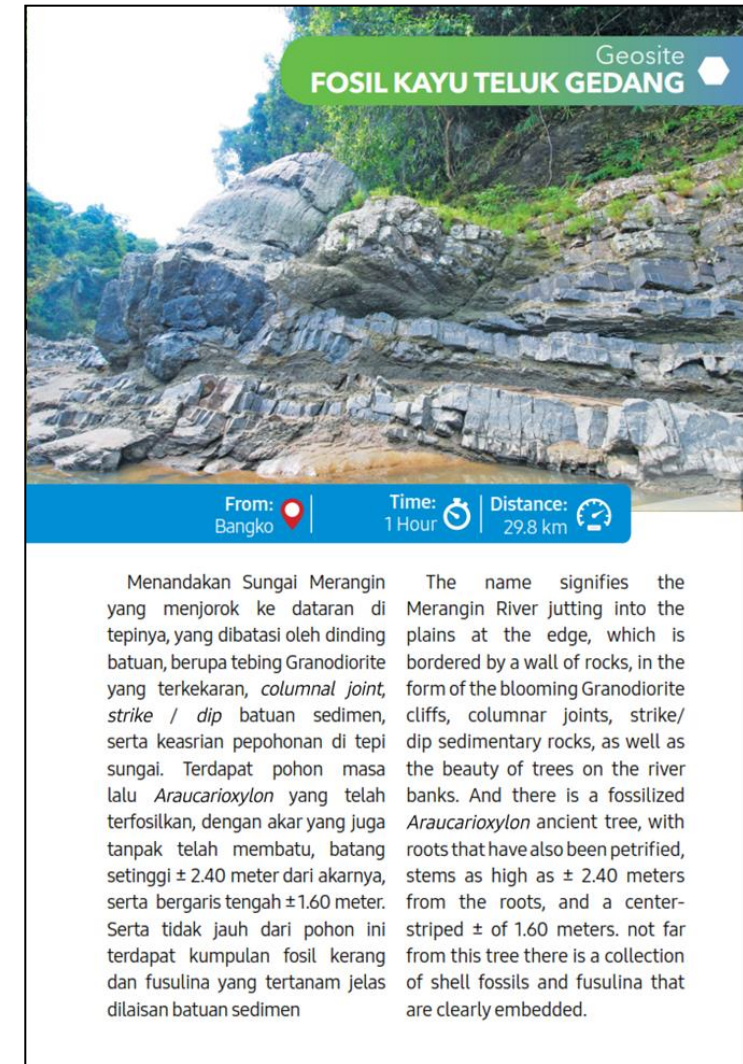 Geosite
FOSIL KAYU TELUK GEDANG
From:
Bangko
Time:
1 Hour
Distance:
29.8 km
Menandakan Sungai Merangin
yang menjorok ke dataran di
tepinya, yang dibatasi oleh dinding
batuan, berupa tebing Granodiorite
yang terkekaran, columnal joint,
strike / dip batuan sedimen,
serta keasrian pepohonan di tepi
sungai. Terdapat pohon masa
lalu Araucarioxylon yang telah
terfosilkan, dengan akar yang juga
tanpak telah membatu, batang
setinggi ± 2.40 meter dari akarnya,
serta bergaris tengah ±1.60 meter.
Serta tidak jauh dari pohon ini
terdapat kumpulan fosil kerang
dan fusulina yang tertanam jelas
dilaisan batuan sedimen
The name signifies the
Merangin River jutting into the
plains at the edge, which is
bordered by a wall of rocks, in the
form of the blooming Granodiorite
cliffs, columnar joints, strike/
dip sedimentary rocks, as well as
the beauty of trees on the river
banks. And there is a fossilized
Araucarioxylon ancient tree, with
roots that have also been petrified,
stems as high as ± 2.40 meters
from the roots, and a center-
striped ± of 1.60 meters. not far
from this tree there is a collection
of shell fossils and fusulina that
are clearly embedded.